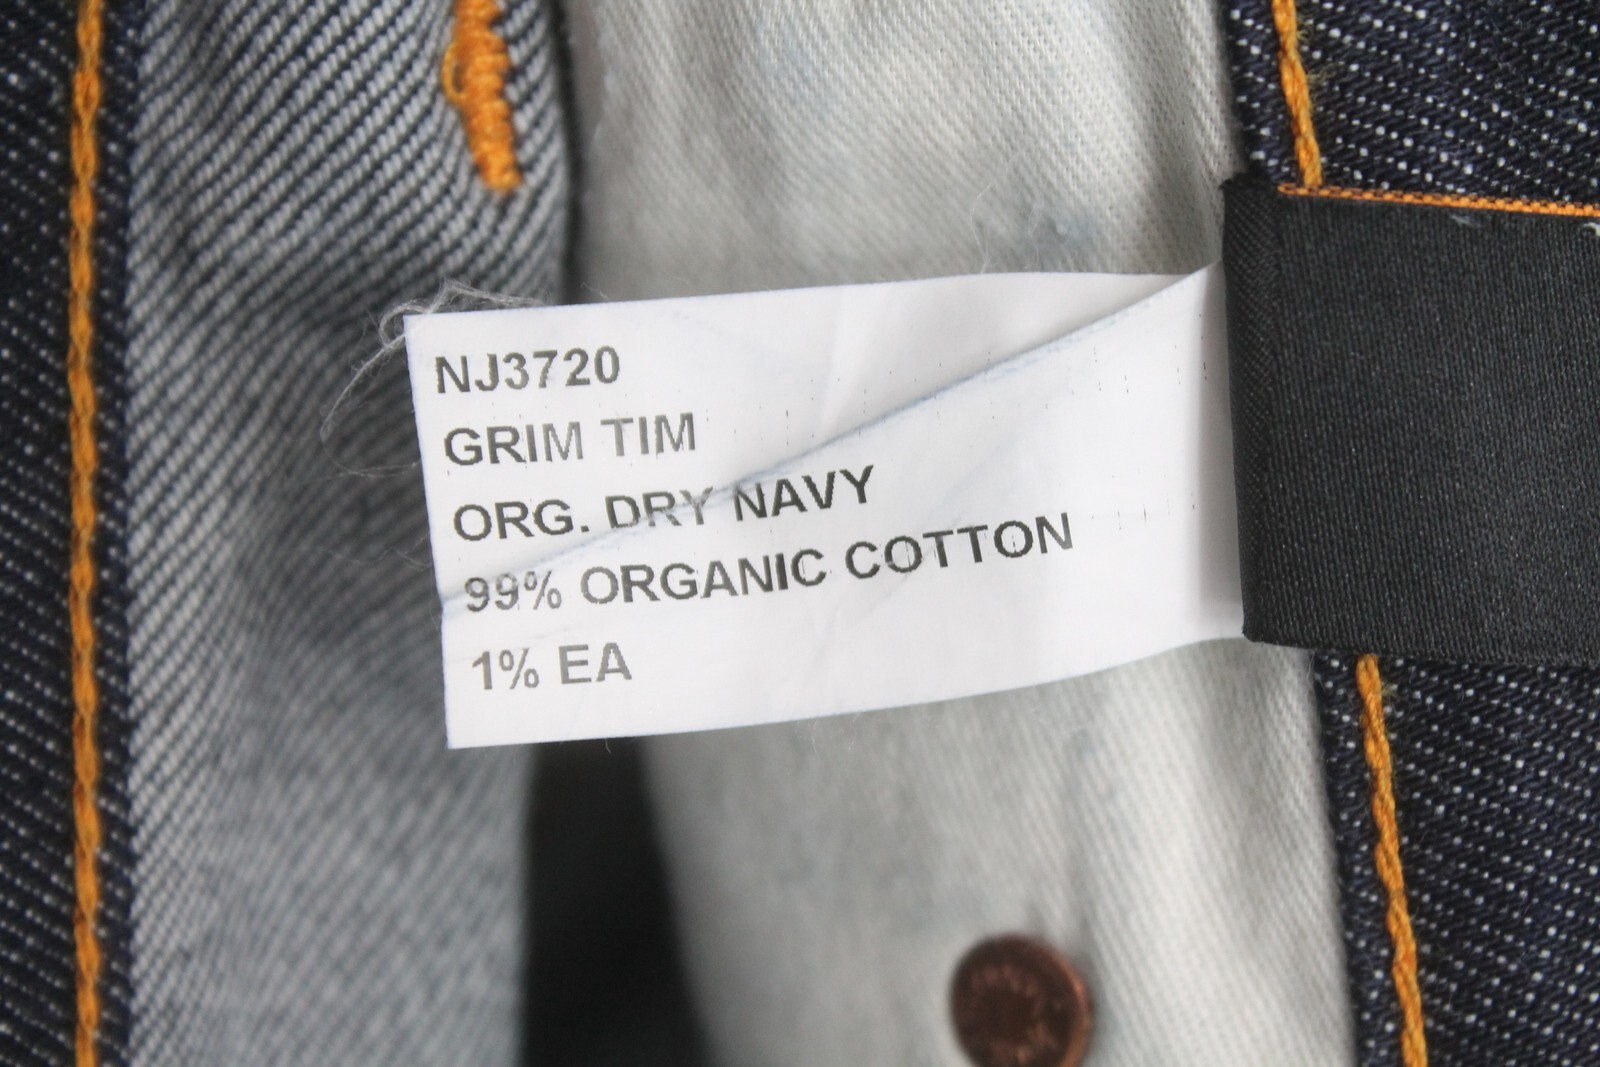 NJ3720
GRIM TIM
ORG. DRY NAVY
99% ORGANIC COTTON
1% EA